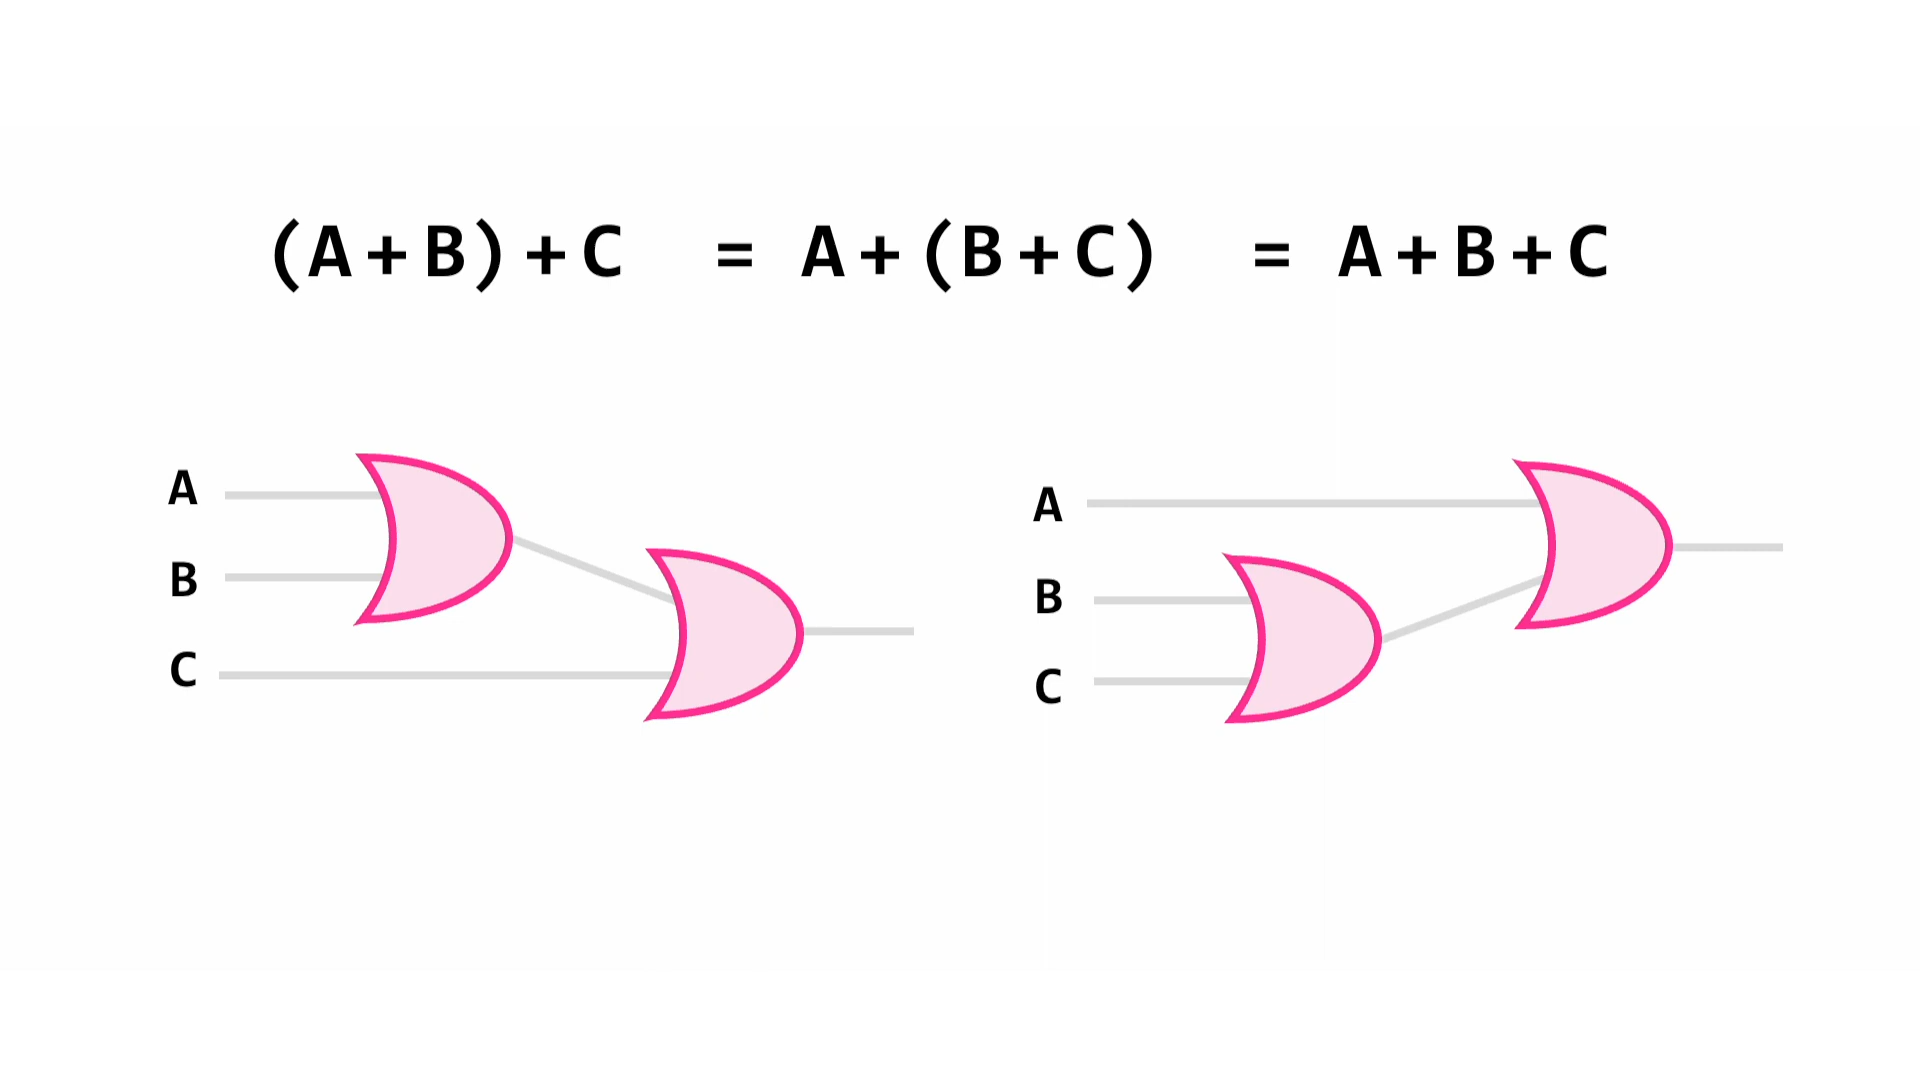 (A+B)+C = A+(B+C) = A+B+C
A
B
C
A
B
C